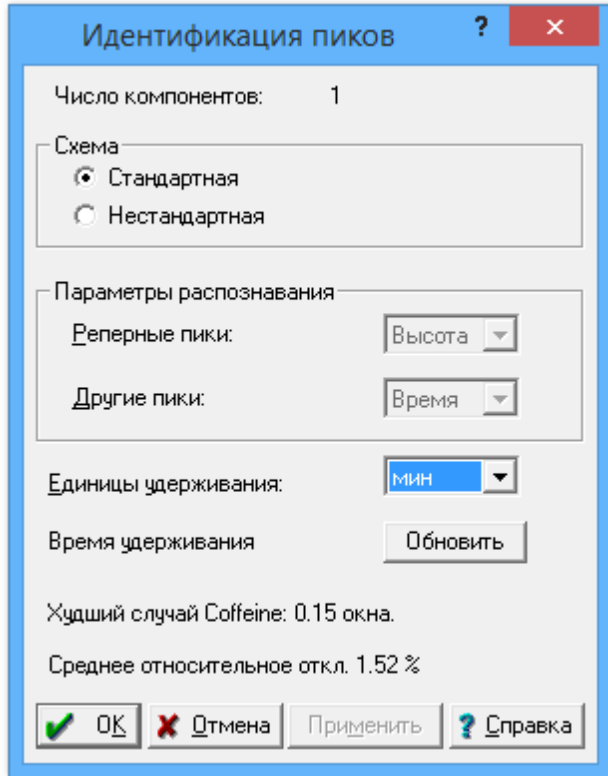 Идентификация пиков ? ×
Число компонентов: 1
Схема
Стандартная
Нестандартная
Параметры распознавания
Реперные пики: Высота
Другие пики: Время
Единицы удерживания: мин
Время удерживания Обновить
Худший случай Coffeine: 0.15 окна.
Среднее относительное откл. 1.52 %
OK Отмена Применить ? Справка